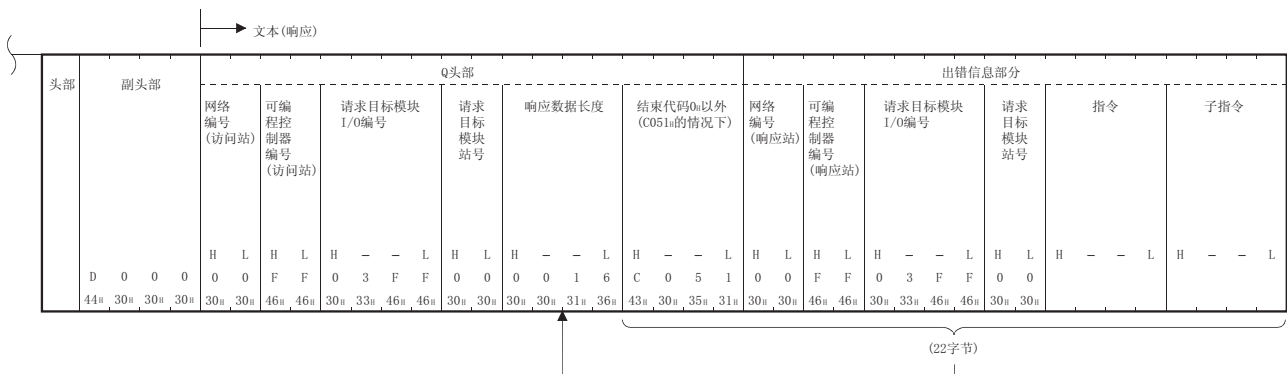 文本(响应)
Q头部
出错信息部分
头部
副头部
网络
编号
(访问站)
可编
程控
制器
编号
(访问站)
请求目标模块
I/O编号
请求
目标
模块
站号
响应数据长度
结束代码0H以外
(C051H的情况下)
网络
编号
(响应站)
可编
程控
制器
编号
(响应站)
请求目标模块
I/O编号
请求
目标
模块
站号
指令
子指令
H L H L H － － L H L H － － L H － － L H L H L H － － L H L H － － L H － － L
D 0 0 0 0 0 F F 0 3 F F 0 0 0 0 1 6 C 0 5 1 0 0 F F 0 3 F F 0 0
44H 30H 30H 30H 30H 30H 46H 46H 30H 33H 46H 46H 30H 30H 30H 30H 31H 36H 43H 30H 35H 31H 30H 30H 46H 46H 30H 33H 46H 46H 30H 30H
(22字节)